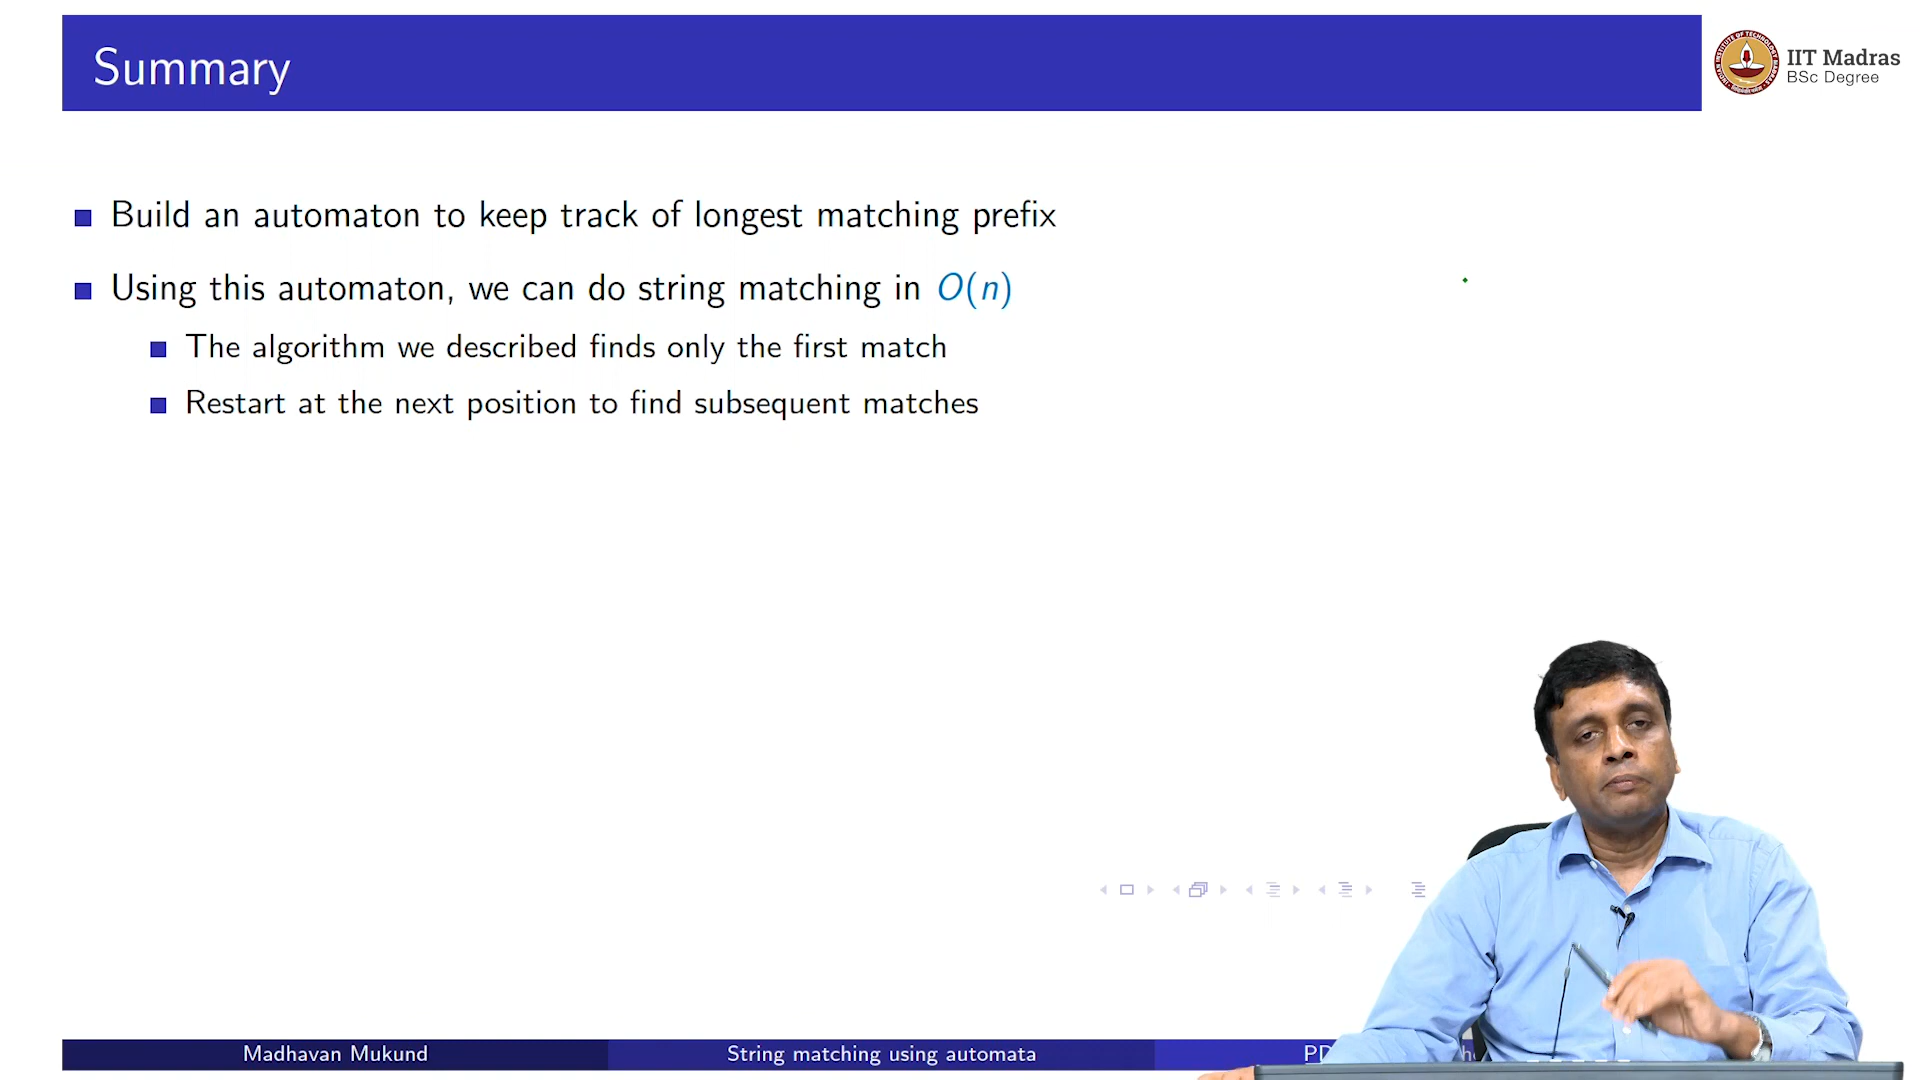 Summary
IIT Madras
BSc Degree
Build an automaton to keep track of longest matching prefix
Using this automaton, we can do string matching in O(n)
The algorithm we described finds only the first match
Restart at the next position to find subsequent matches
Madhavan Mukund
String matching using automata